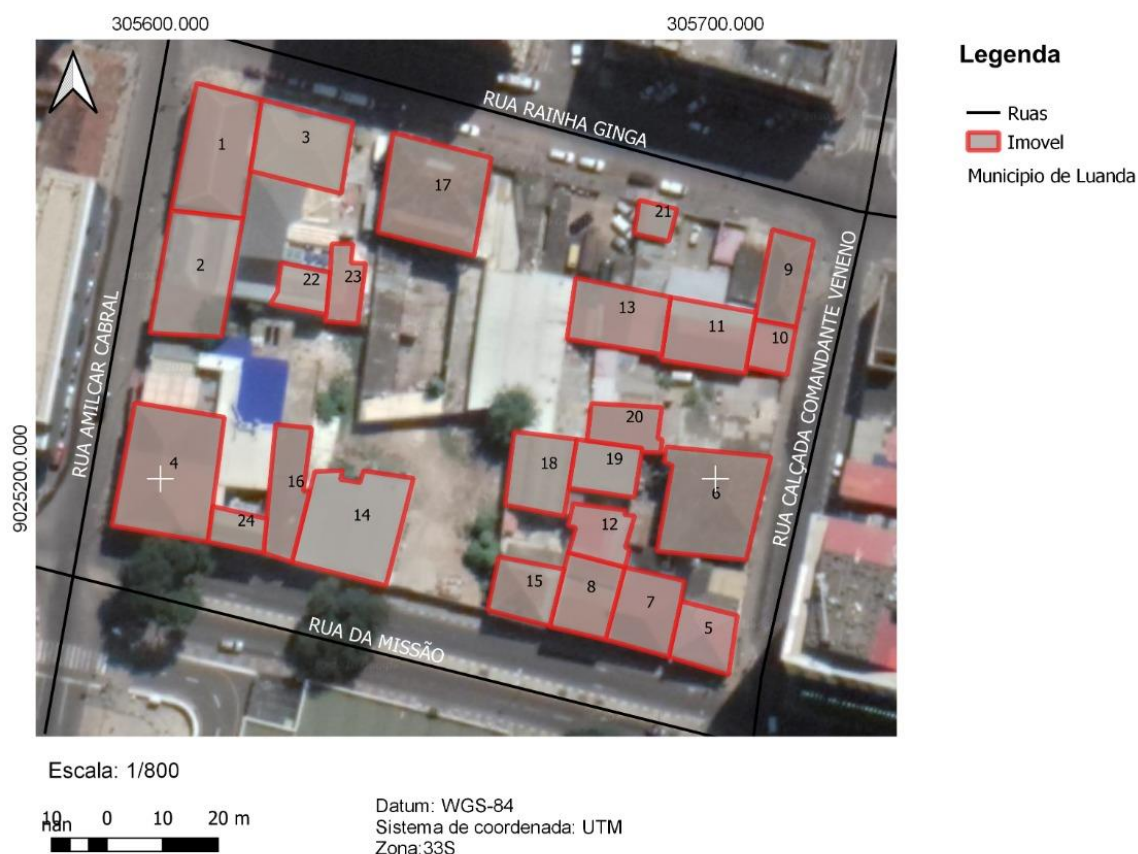 305600.000
305700.000
Legenda
Ruas
Imovel
Municipio de Luanda
RUA RAINHA GINGA
RUA AMILCAR CABRAL
RUA CALÇADA COMANDANTE VENENO
RUA DA MISSÃO
9025200.000
1
3
17
21
2
22
23
9
13
11
10
20
4
16
18
19
6
24
14
12
15
8
7
5
Escala: 1/800
10 0 10 20 m
nan
Datum: WGS-84
Sistema de coordenada: UTM
Zona:33S